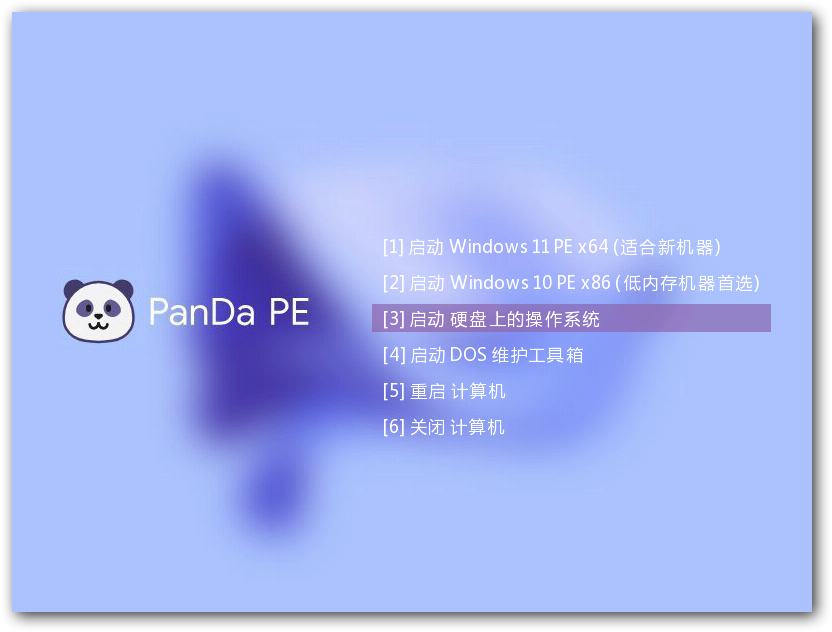 PanDa PE
[1] 启动 Windows 11 PE x64 (适合新机器)
[2] 启动 Windows 10 PE x86 (低内存机器首选)
[3] 启动 硬盘上的操作系统
[4] 启动 DOS 维护工具箱
[5] 重启 计算机
[6] 关闭 计算机